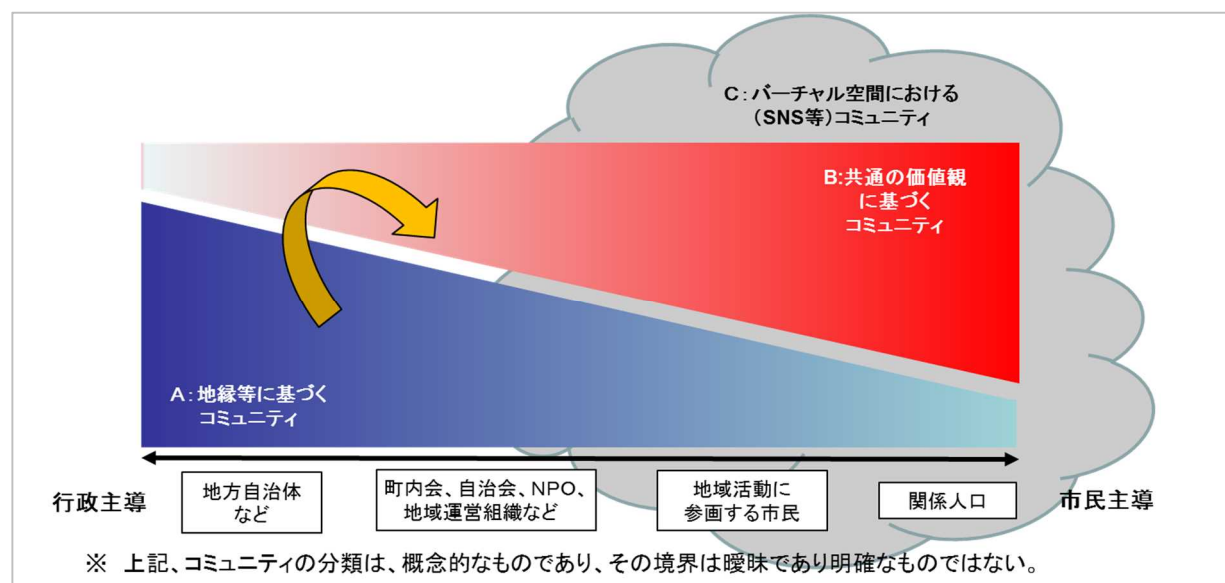 C：バーチャル空間における
（SNS等）コミュニティ
B:共通の価値観
に基づく
コミュニティ
A：地縁等に基づく
コミュニティ
行政主導
地方自治体
など
町内会、自治会、NPO、
地域運営組織など
地域活動に
参画する市民
関係人口
市民主導
※　上記、コミュニティの分類は、概念的なものであり、その境界は曖昧であり明確なものではない。